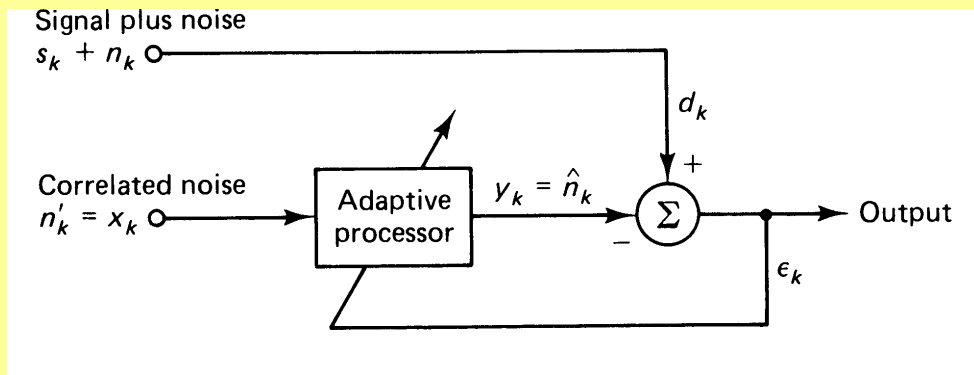 Signal plus noise
s_k + n_k
d_k
+
Correlated noise
n'_k = x_k
Adaptive
processor
y_k = n̂_k
−
Σ
Output
ϵ_k